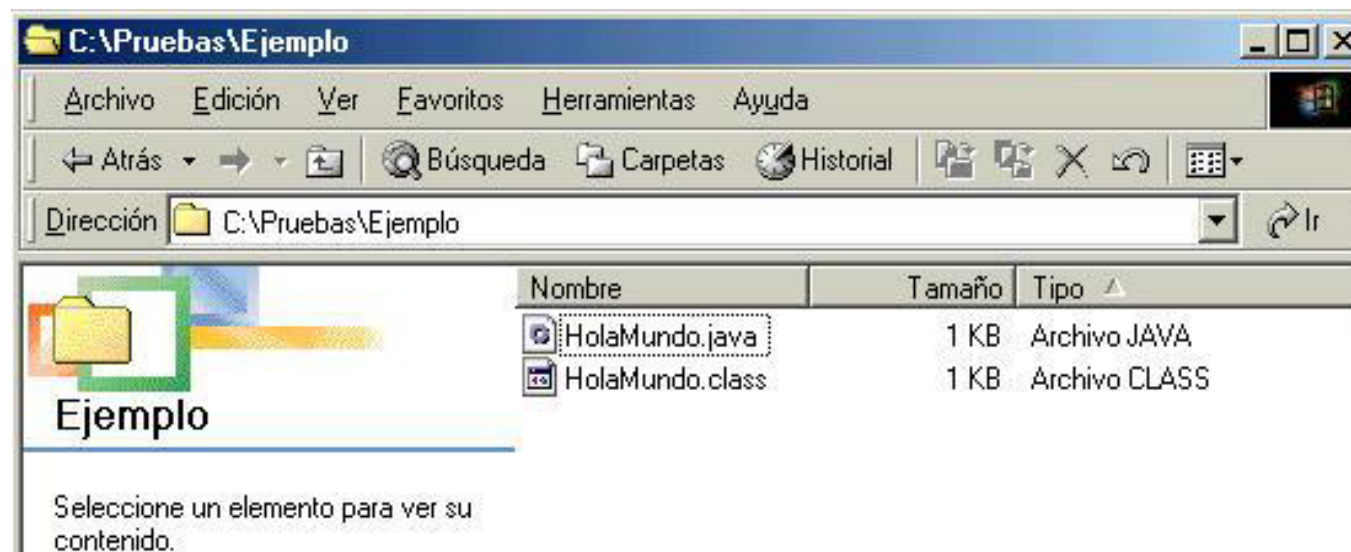 C:\Pruebas\Ejemplo
Archivo Edición Ver Favoritos Herramientas Ayuda
Atrás Búsqueda Carpetas Historial
Dirección C:\Pruebas\Ejemplo Ir
Nombre Tamaño Tipo
HolaMundo.java 1 KB Archivo JAVA
HolaMundo.class 1 KB Archivo CLASS
Ejemplo
Seleccione un elemento para ver su
contenido.